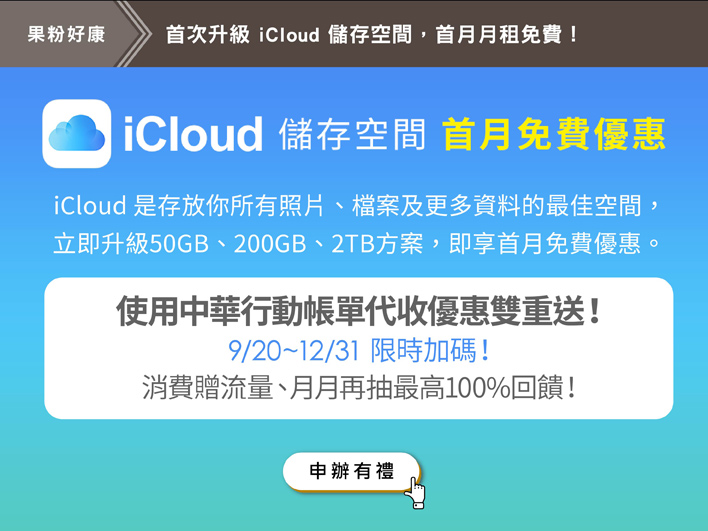 果粉好康
首次升級 iCloud 儲存空間，首月月租免費！
iCloud 儲存空間 首月免費優惠
iCloud 是存放你所有照片、檔案及更多資料的最佳空間，
立即升級50GB、200GB、2TB方案，即享首月免費優惠。
使用中華行動帳單代收優惠雙重送！
9/20~12/31 限時加碼！
消費贈流量、月月再抽最高100%回饋！
申辦有禮